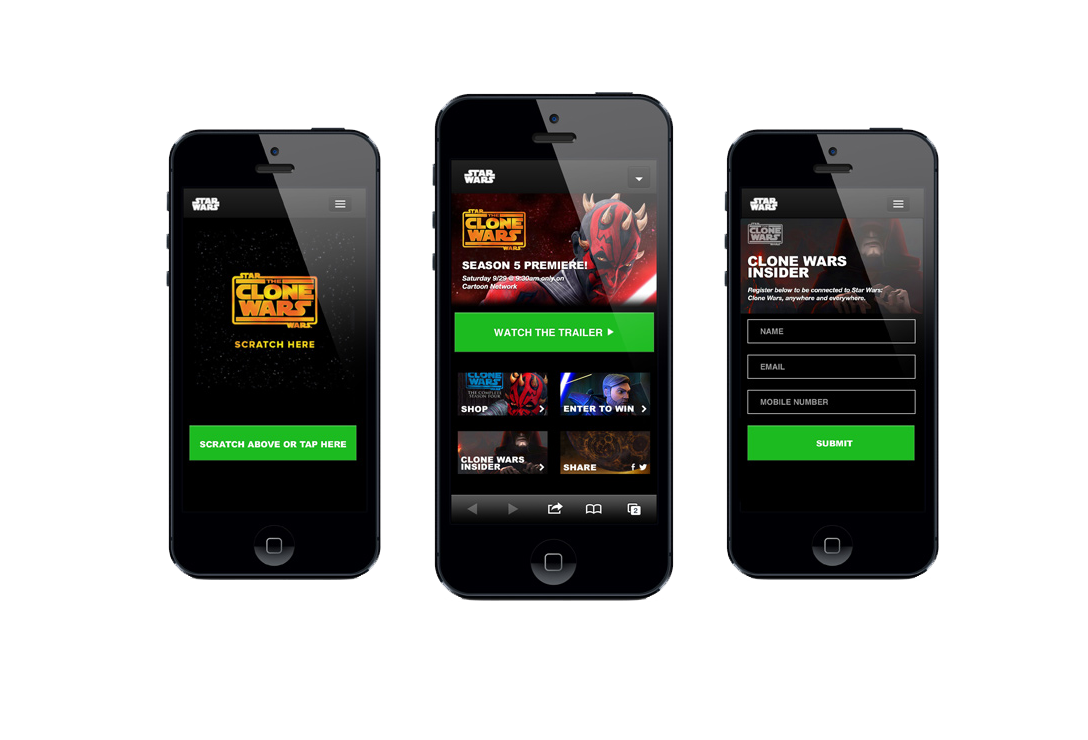 STAR
WARS
STAR
THE
CLONE
WARS
WARS
SCRATCH HERE
SCRATCH ABOVE OR TAP HERE
STAR
WARS
STAR
THE
CLONE
WARS
WARS
SEASON 5 PREMIERE!
Saturday 9/29 @ 9:30am only on
Cartoon Network
WATCH THE TRAILER
CLONE
WARS
THE COMPLETE
SEASON FOUR
SHOP
ENTER TO WIN
CLONE WARS
INSIDER
SHARE
2
STAR
WARS
STAR
THE
CLONE
WARS
WARS
CLONE WARS
INSIDER
Register below to be connected to Star Wars:
Clone Wars, anywhere and everywhere.
NAME
EMAIL
MOBILE NUMBER
SUBMIT